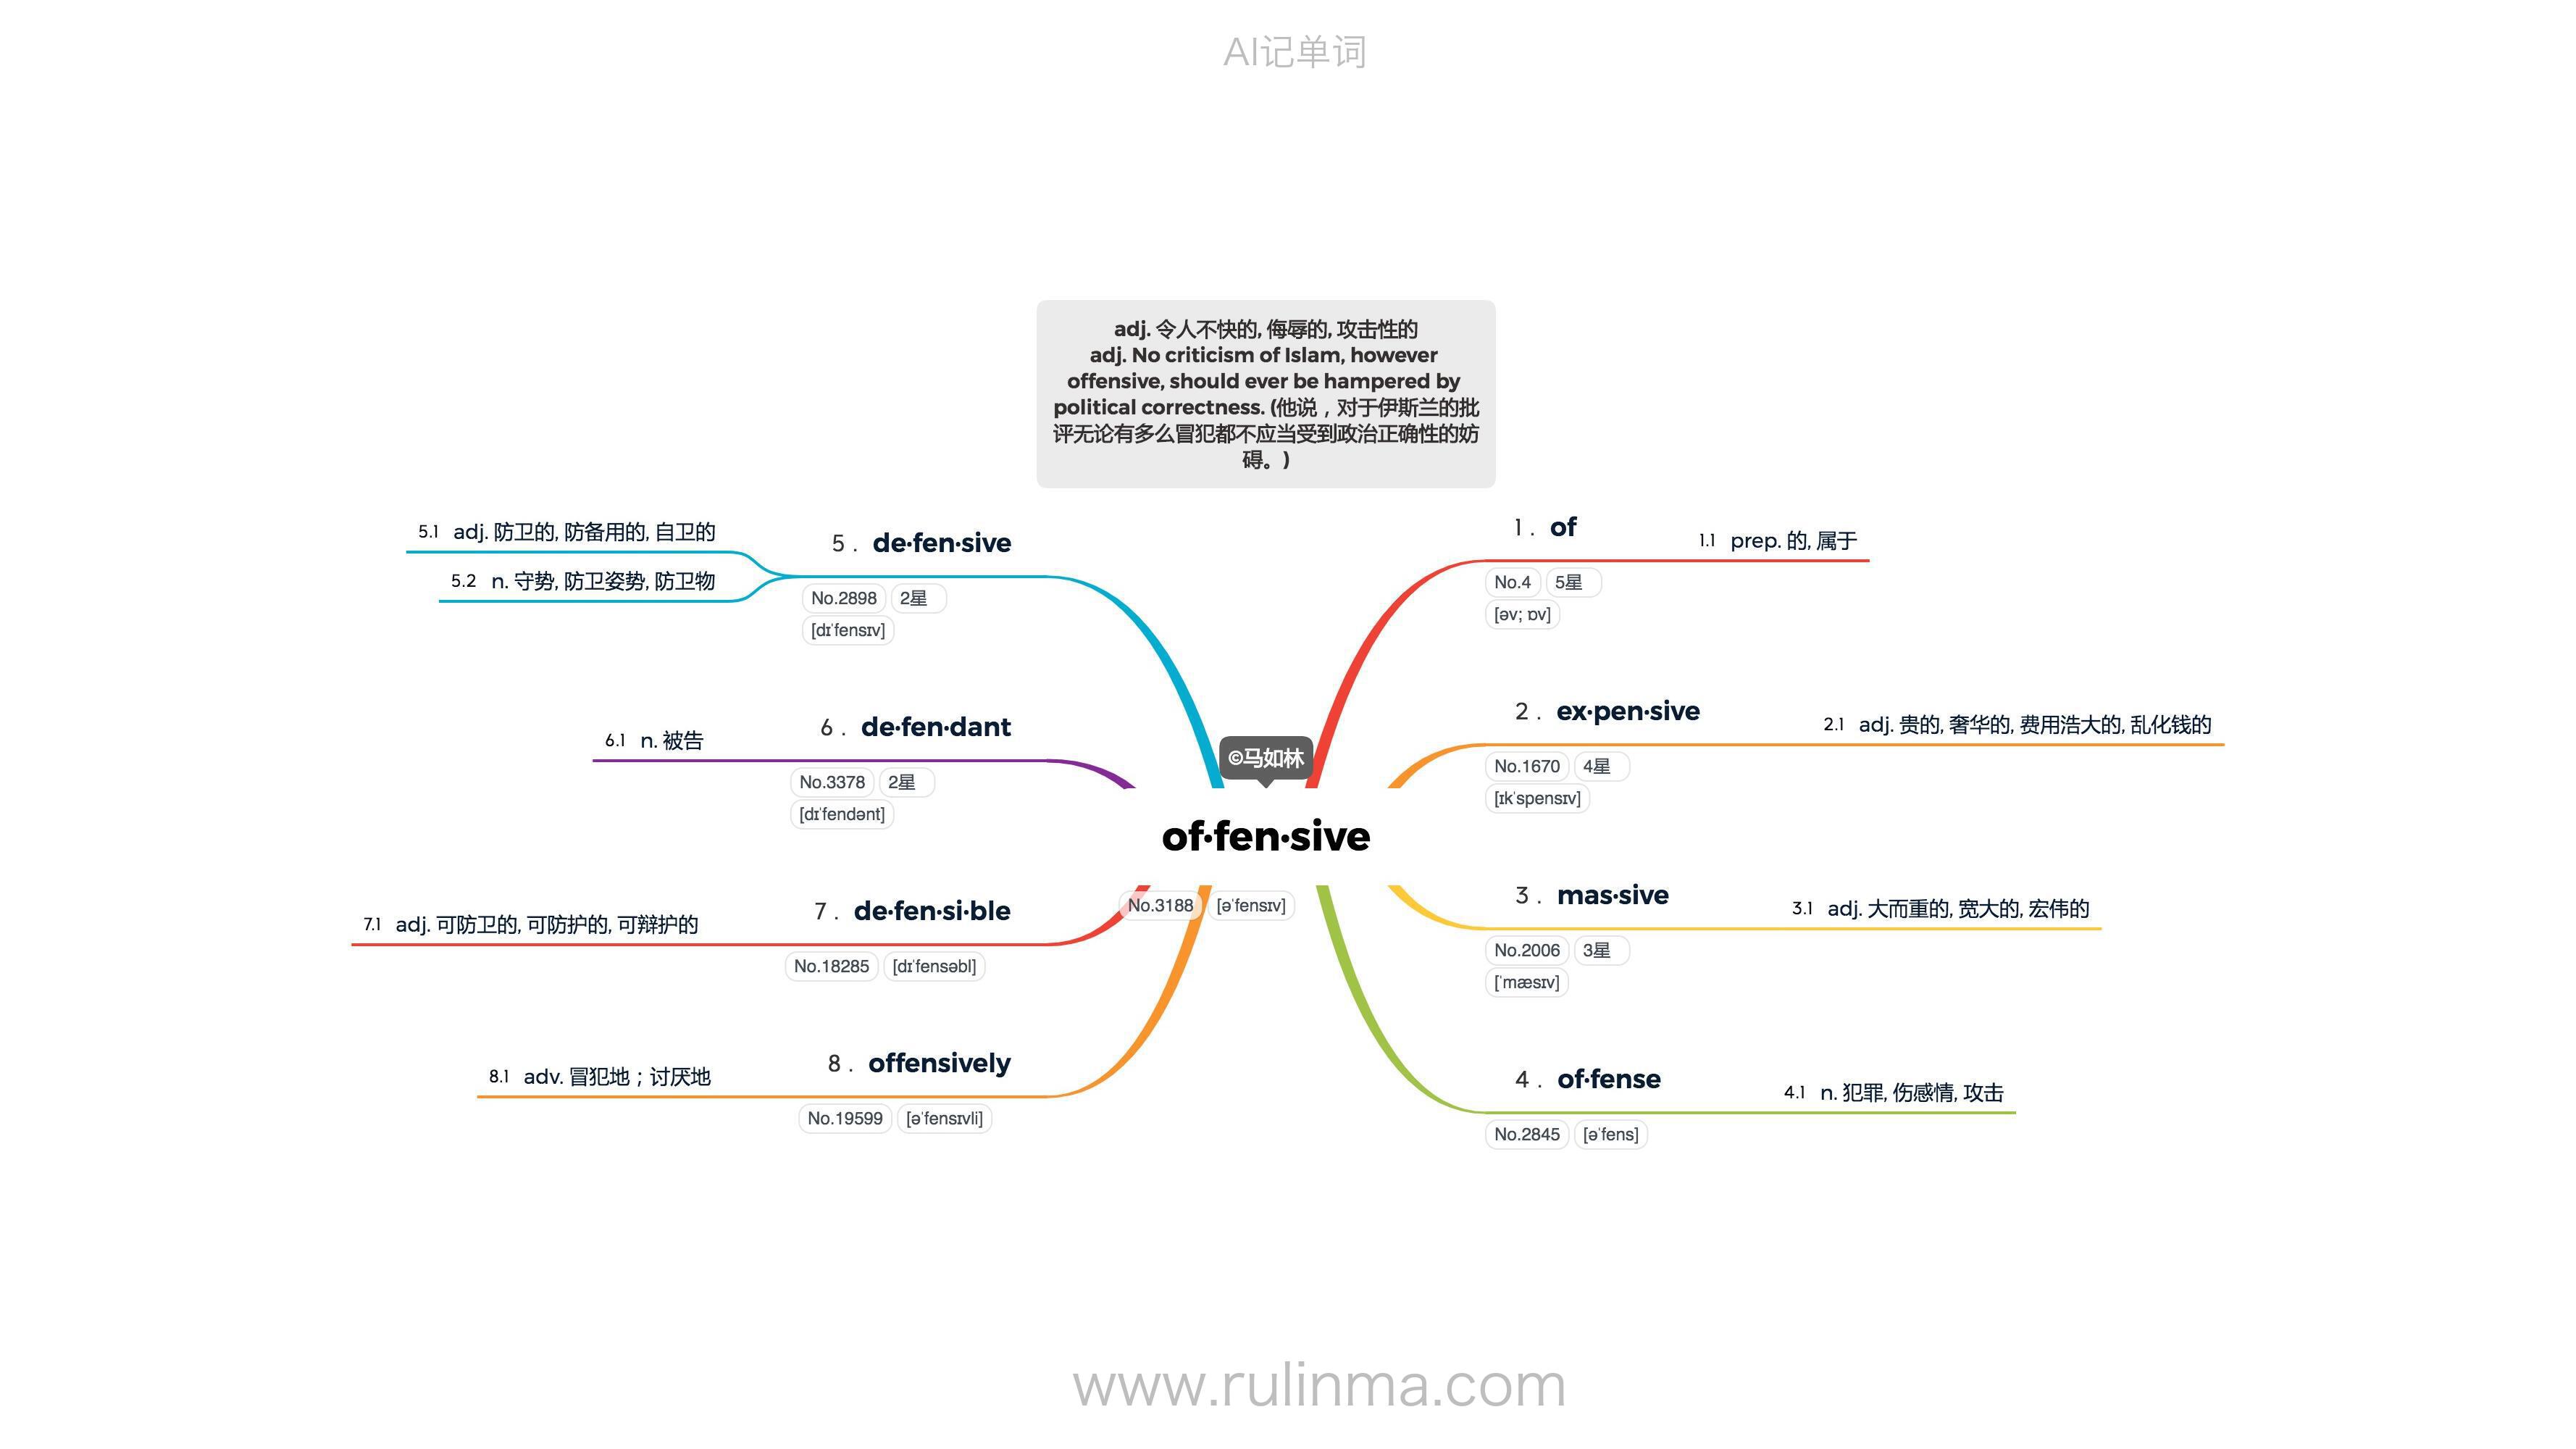 AI记单词
adj. 令人不快的, 侮辱的, 攻击性的
adj. No criticism of Islam, however
offensive, should ever be hampered by
political correctness. (他说，对于伊斯兰的批
评无论有多么冒犯都不应当受到政治正确性的妨
碍。)
©马如林
of·fen·sive
No.3188 [əˈfensɪv]
1 . of
1.1 prep. 的, 属于
No.4 5星
[əv; ɒv]
2 . ex·pen·sive
2.1 adj. 贵的, 奢华的, 费用浩大的, 乱化钱的
No.1670 4星
[ɪkˈspensɪv]
3 . mas·sive
3.1 adj. 大而重的, 宽大的, 宏伟的
No.2006 3星
[ˈmæsɪv]
4 . of·fense
4.1 n. 犯罪, 伤感情, 攻击
No.2845 [əˈfens]
5 . de·fen·sive
5.1 adj. 防卫的, 防备用的, 自卫的
5.2 n. 守势, 防卫姿势, 防卫物
No.2898 2星
[dɪˈfensɪv]
6 . de·fen·dant
6.1 n. 被告
No.3378 2星
[dɪˈfendənt]
7 . de·fen·si·ble
7.1 adj. 可防卫的, 可防护的, 可辩护的
No.18285 [dɪˈfensəbl]
8 . offensively
8.1 adv. 冒犯地；讨厌地
No.19599 [əˈfensɪvli]
www.rulinma.com